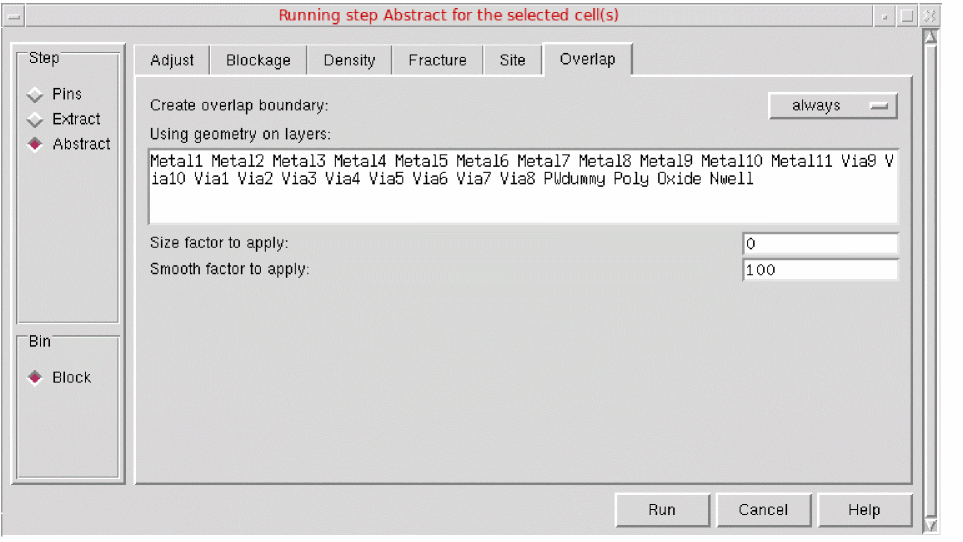 Running step Abstract for the selected cell(s)
Step
Pins
Extract
Abstract
Bin
Block
Adjust Blockage Density Fracture Site Overlap
Create overlap boundary: always
Using geometry on layers:
Metal1 Metal2 Metal3 Metal4 Metal5 Metal6 Metal7 Metal8 Metal9 Metal10 Metal11 Via9 V
ia10 Via1 Via2 Via3 Via4 Via5 Via6 Via7 Via8 PWdummy Poly Oxide Nwell
Size factor to apply: 0
Smooth factor to apply: 100
Run Cancel Help